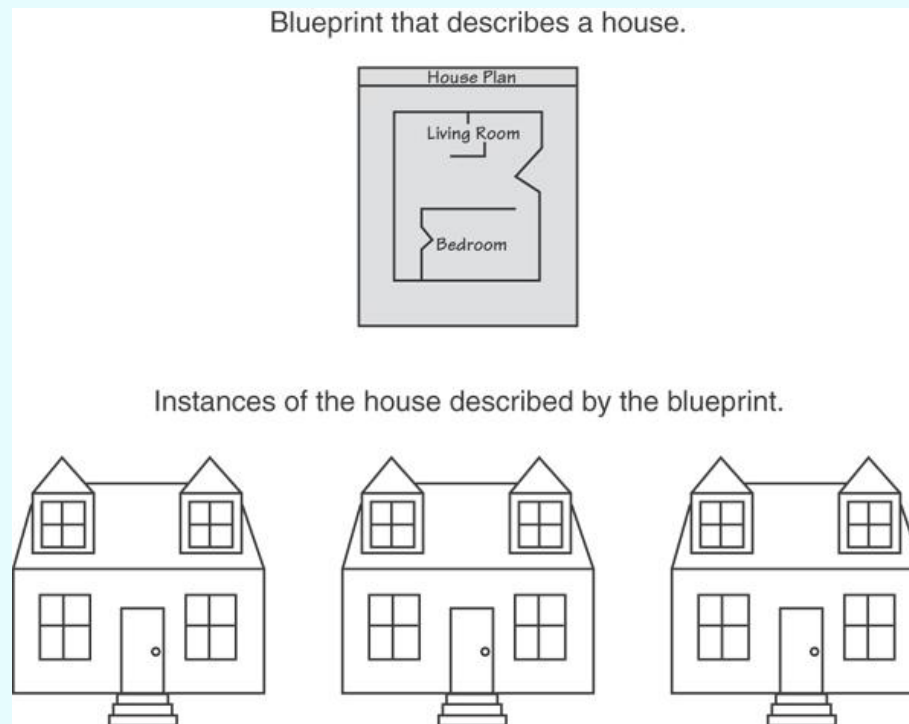 Blueprint that describes a house.
House Plan
Living Room
Bedroom
Instances of the house described by the blueprint.